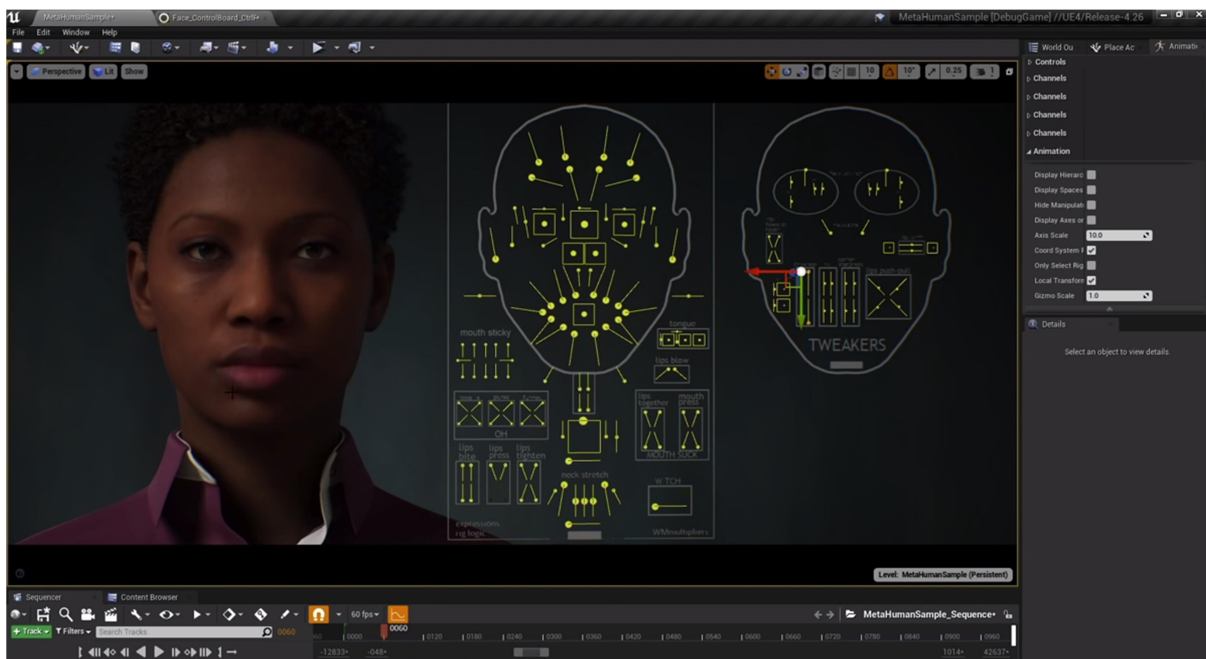 MetaHumanSample•
Face_ControlBoard_CtrlR•
MetaHumanSample [DebugGame] //UE4/Release-4.26
File Edit Window Help
World Ou
Place Ac
Animati
Perspective
Lit
Show
10
10°
0.25
1
Controls
Channels
Channels
Channels
Channels
Animation
Display Hierarc
Display Spaces
Hide Manipulat
Display Axes or
Axis Scale 10.0
Coord System F
Only Select Rig
Local Transform
Gizmo Scale 1.0
Details
Select an object to view details.
mouth sticky
tongue
lips blow
lips together
mouth press
MOUTH SUCK
OH
lips bite
lips press
lips tighten
neck stretch
expressions
rig logic
WMmultipliers
lips push pull
TWEAKERS
Level: MetaHumanSample (Persistent)
Sequencer
Content Browser
60 fps
MetaHumanSample_Sequence•
+ Track
Filters
Search Tracks
0060
0060
0000
0120
0180
0240
0300
0360
0420
0480
0540
0600
0660
0720
0780
0840
0900
0960
-12833•
-048•
1014•
42637•